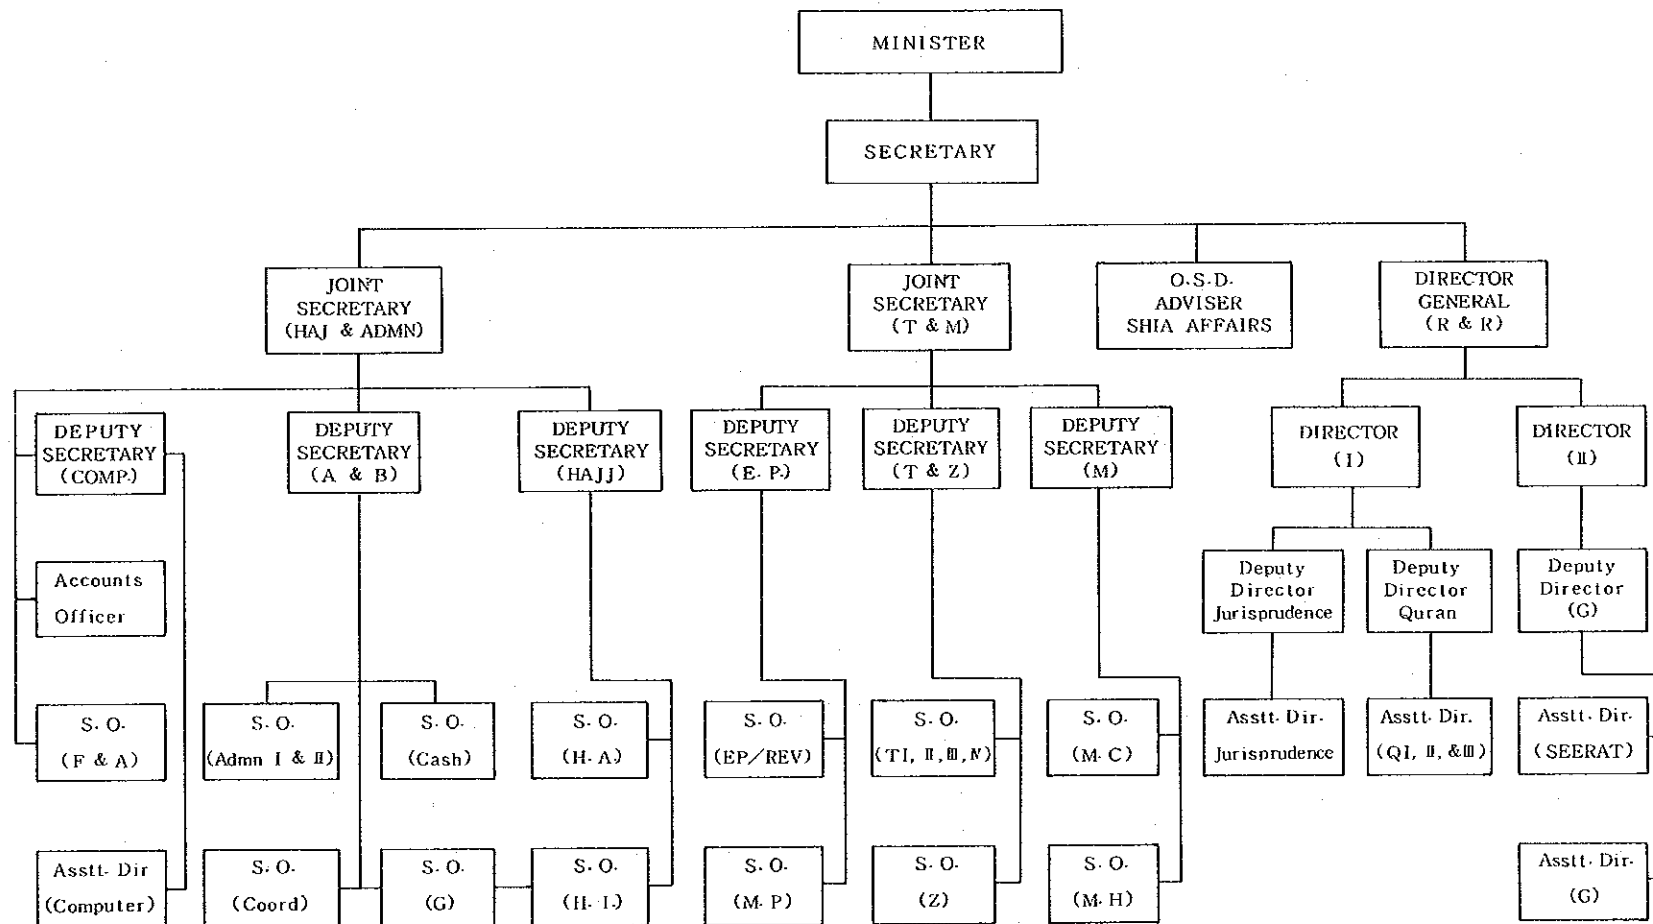 MINISTER
SECRETARY
JOINT
SECRETARY
(HAJ & ADMN)
JOINT
SECRETARY
(T & M)
O.S.D.
ADVISER
SHIA AFFAIRS
DIRECTOR
GENERAL
(R & R)
DEPUTY
SECRETARY
(COMP.)
DEPUTY
SECRETARY
(A & B)
DEPUTY
SECRETARY
(HAJJ)
DEPUTY
SECRETARY
(E.P.)
DEPUTY
SECRETARY
(T & Z)
DEPUTY
SECRETARY
(M)
DIRECTOR
(I)
DIRECTOR
(II)
Accounts
Officer
Deputy
Director
Jurisprudence
Deputy
Director
Quran
Deputy
Director
(G)
S.O.
(F & A)
S.O.
(Admn I & II)
S.O.
(Cash)
S.O.
(H.A)
S.O.
(EP/REV)
S.O.
(TI, II, III, IV)
S.O.
(M.C)
Asstt. Dir.
Jurisprudence
Asstt. Dir.
(QI, II, & III)
Asstt. Dir.
(SEERAT)
Asstt. Dir
(Computer)
S.O.
(Coord)
S.O.
(G)
S.O.
(H.I.)
S.O.
(M.P)
S.O.
(Z)
S.O.
(M.H)
Asstt. Dir.
(G)